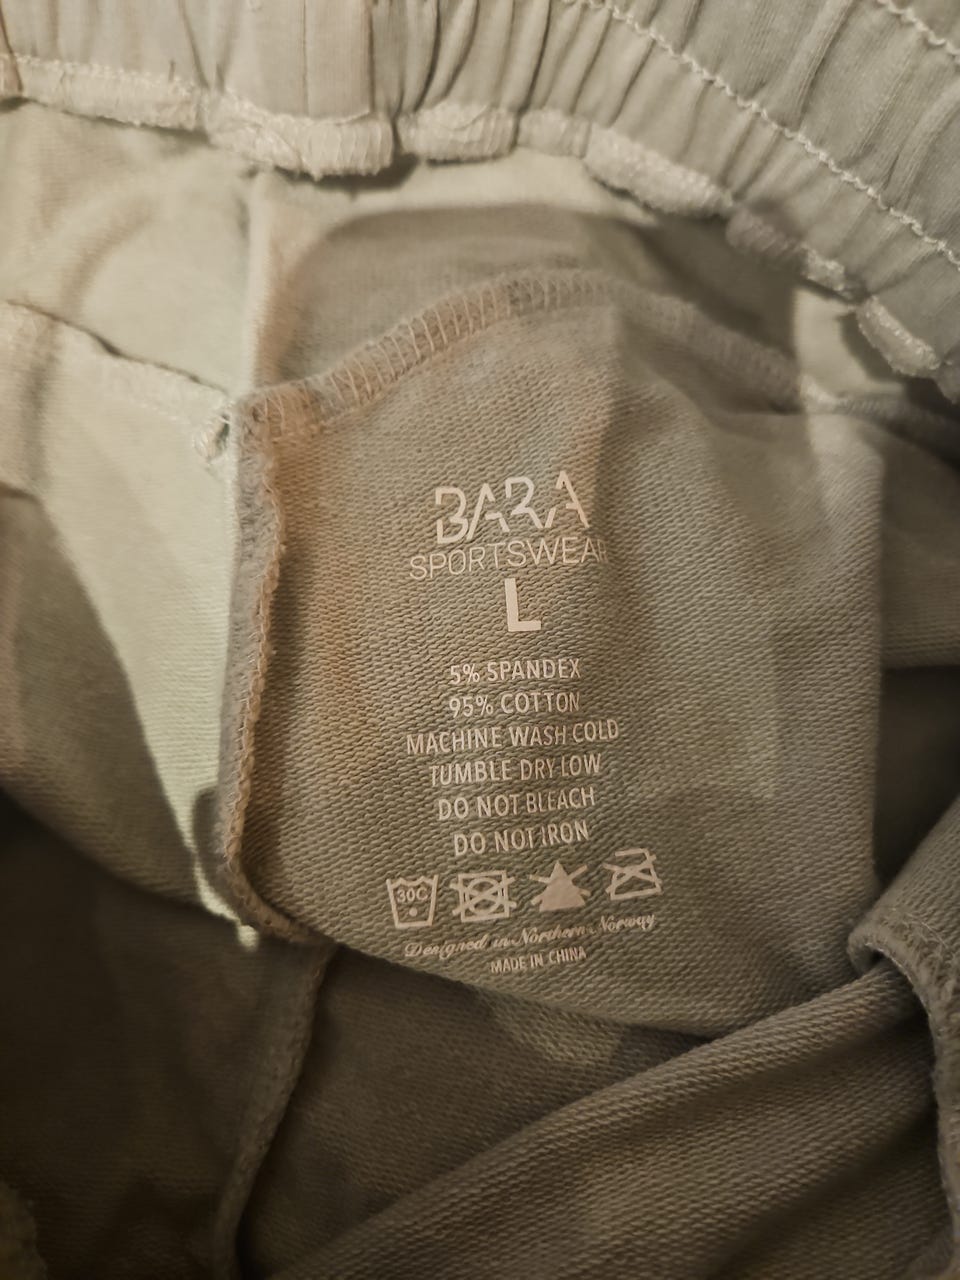 BARA
SPORTSWEAR
L
5% SPANDEX
95% COTTON
MACHINE WASH COLD
TUMBLE DRY LOW
DO NOT BLEACH
DO NOT IRON
30C
Designed in Northern Norway
MADE IN CHINA